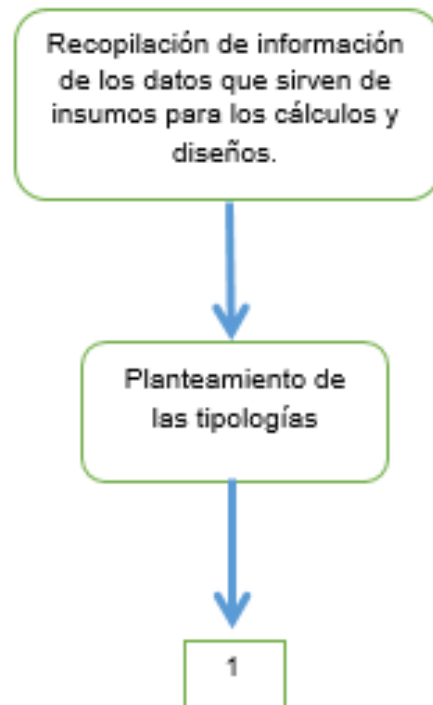 Recopilación de información
de los datos que sirven de
insumos para los cálculos y
diseños.
Planteamiento de
las tipologías
1